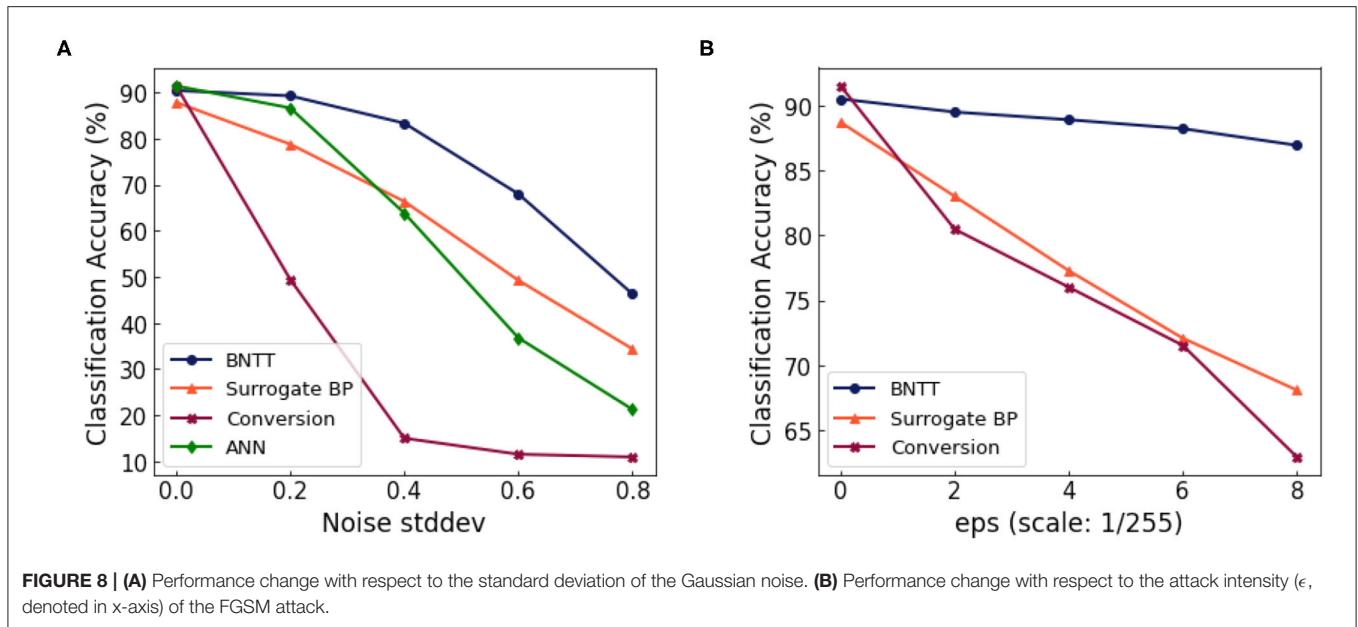 A
Classification Accuracy (%)
90
80
70
60
50
40
30
20
10
BNTT
Surrogate BP
Conversion
ANN
0.0 0.2 0.4 0.6 0.8
Noise stddev
B
Classification Accuracy (%)
90
85
80
75
70
65
BNTT
Surrogate BP
Conversion
0 2 4 6 8
eps (scale: 1/255)
FIGURE 8 | (A) Performance change with respect to the standard deviation of the Gaussian noise. (B) Performance change with respect to the attack intensity (ϵ,
denoted in x-axis) of the FGSM attack.